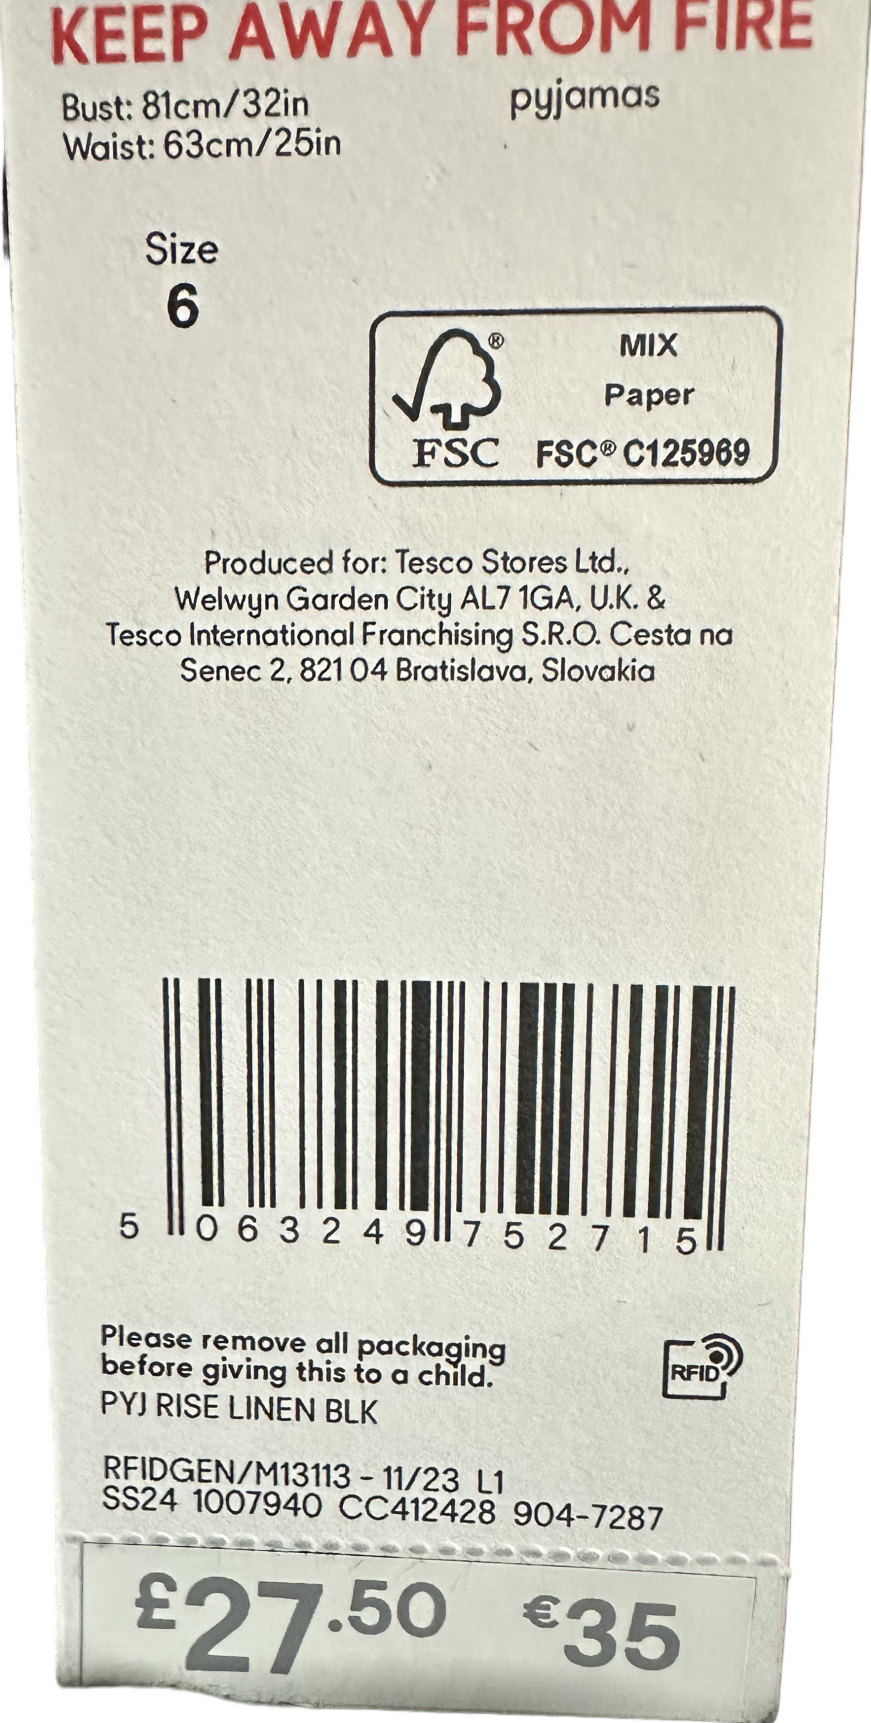 KEEP AWAY FROM FIRE
Bust: 81cm/32in
Waist: 63cm/25in
pyjamas
Size
6
®
FSC
MIX
Paper
FSC® C125969
Produced for: Tesco Stores Ltd.,
Welwyn Garden City AL7 1GA, U.K. &
Tesco International Franchising S.R.O. Cesta na
Senec 2, 821 04 Bratislava, Slovakia
5 063249 752715
Please remove all packaging
before giving this to a child.
PYJ RISE LINEN BLK
RFID
RFIDGEN/M13113 - 11/23 L1
SS24 1007940 CC412428 904-7287
£27.50 €35